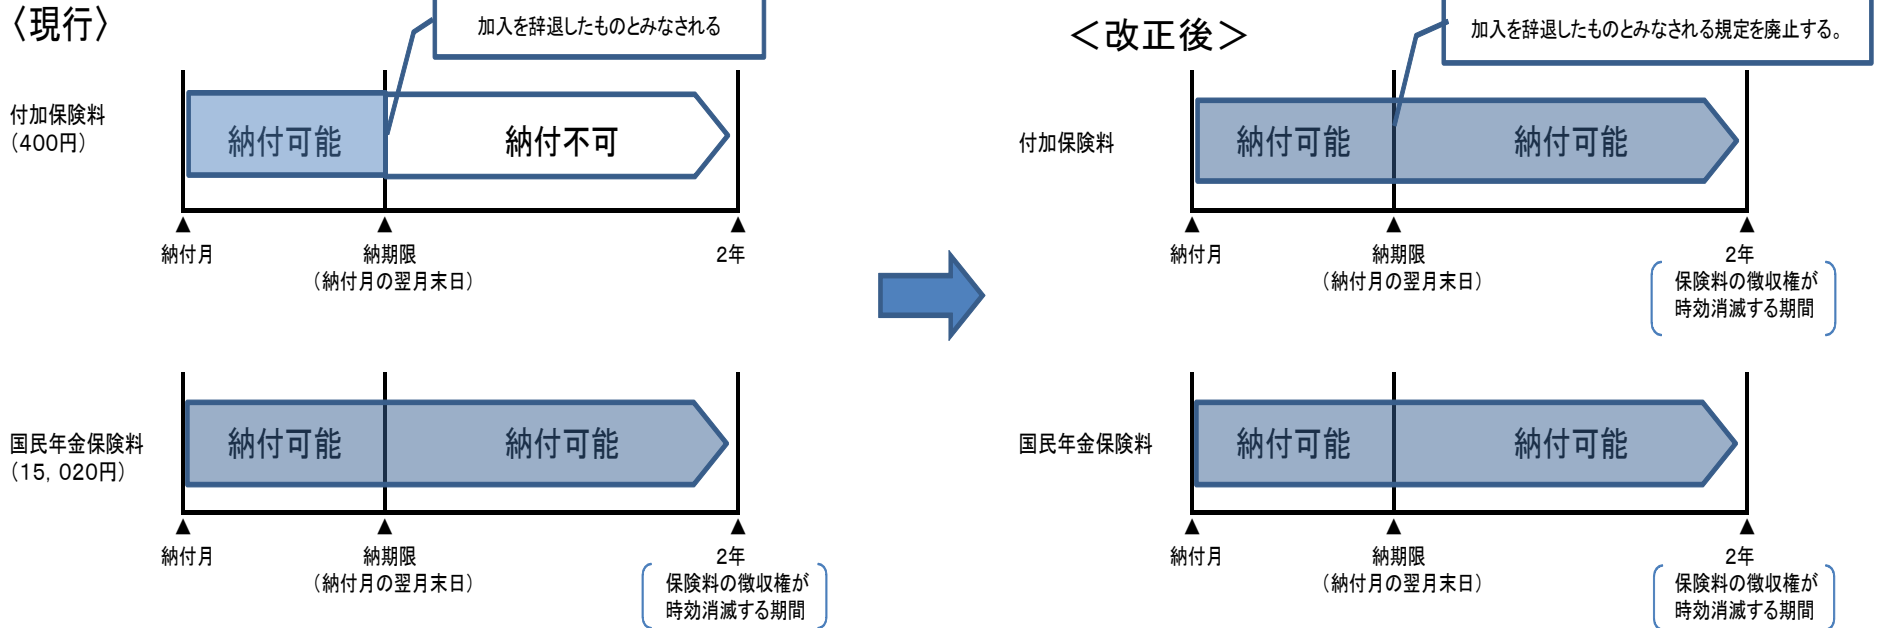 〈現行〉
加入を辞退したものとみなされる
付加保険料
(400円)
納付可能
納付不可
▲
▲
▲
納付月
納期限
2年
(納付月の翌月末日)
国民年金保険料
(15,020円)
納付可能
納付可能
▲
▲
▲
納付月
納期限
2年
(納付月の翌月末日)
保険料の徴収権が
時効消滅する期間
＜改正後＞
加入を辞退したものとみなされる規定を廃止する。
付加保険料
納付可能
納付可能
▲
▲
▲
納付月
納期限
2年
(納付月の翌月末日)
保険料の徴収権が
時効消滅する期間
国民年金保険料
納付可能
納付可能
▲
▲
▲
納付月
納期限
2年
(納付月の翌月末日)
保険料の徴収権が
時効消滅する期間